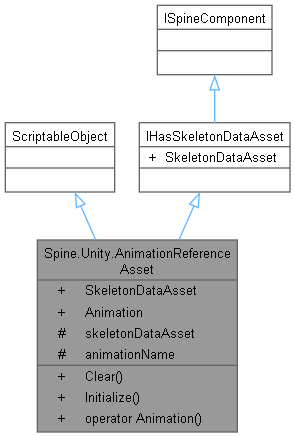 ISpineComponent
ScriptableObject
IHasSkeletonDataAsset
+ SkeletonDataAsset
Spine.Unity.AnimationReference
Asset
+ SkeletonDataAsset
+ Animation
# skeletonDataAsset
# animationName
+ Clear()
+ Initialize()
+ operator Animation()